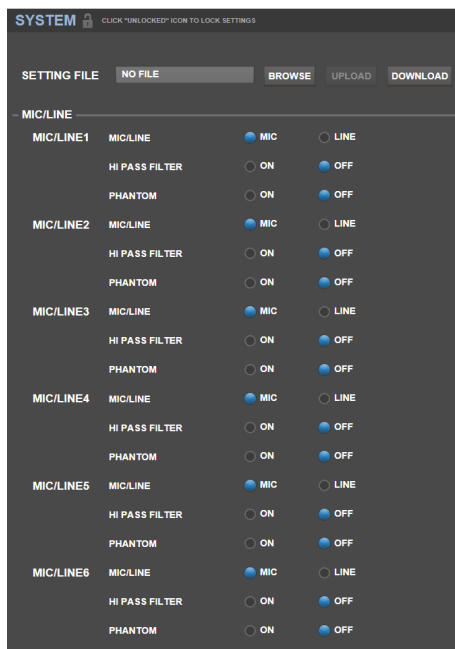 SYSTEM CLICK "UNLOCKED" ICON TO LOCK SETTINGS
SETTING FILE NO FILE BROWSE UPLOAD DOWNLOAD
MIC/LINE
MIC/LINE1 MIC/LINE MIC LINE
HI PASS FILTER ON OFF
PHANTOM ON OFF
MIC/LINE2 MIC/LINE MIC LINE
HI PASS FILTER ON OFF
PHANTOM ON OFF
MIC/LINE3 MIC/LINE MIC LINE
HI PASS FILTER ON OFF
PHANTOM ON OFF
MIC/LINE4 MIC/LINE MIC LINE
HI PASS FILTER ON OFF
PHANTOM ON OFF
MIC/LINE5 MIC/LINE MIC LINE
HI PASS FILTER ON OFF
PHANTOM ON OFF
MIC/LINE6 MIC/LINE MIC LINE
HI PASS FILTER ON OFF
PHANTOM ON OFF